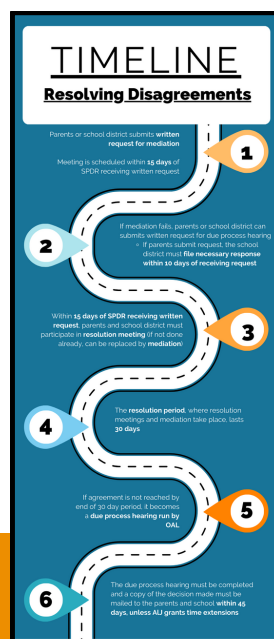 TIMELINE
Resolving Disagreements
Parents or school district submits written
request for mediation
Meeting is scheduled within 15 days of
SPDR receiving written request
1
If mediation fails, parents or school district can
submits written request for due process hearing
If parents submit request, the school
district must file necessary response
within 10 days of receiving request
2
Within 15 days of SPDR receiving written
request, parents and school district must
participate in resolution meeting (if not done
already, can be replaced by mediation)
3
The resolution period, where resolution
meetings and mediation take place, lasts
30 days
4
If agreement is not reached by
end of 30 day period, it becomes
a due process hearing run by
OAL
5
The due process hearing must be completed
and a copy of the decision made must be
mailed to the parents and school within 45
days, unless ALJ grants time extensions
6